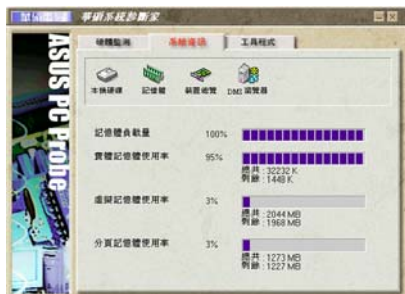 華碩系統診斷家
硬體監測
系統資訊
工具程式
本機硬碟
記憶體
裝置總覽
DMI 瀏覽器
ASUS PC Probe
記憶體負載量
100%
實體記憶體使用率
95%
總共 : 32232 K
剩餘 : 1448 K
虛擬記憶體使用率
3%
總共 : 2044 MB
剩餘 : 1968 MB
分頁記憶體使用率
3%
總共 : 1273 MB
剩餘 : 1227 MB